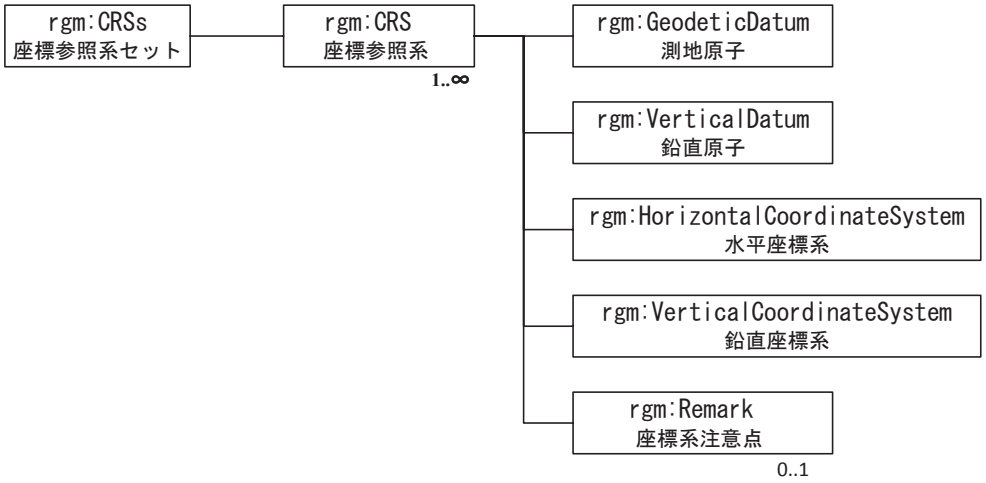 rgm:CRSs
座標参照系セット
rgm:CRS
座標参照系
1..∞
rgm:GeodeticDatum
測地原子
rgm:VerticalDatum
鉛直原子
rgm:HorizontalCoordinateSystem
水平座標系
rgm:VerticalCoordinateSystem
鉛直座標系
rgm:Remark
座標系注意点
0..1